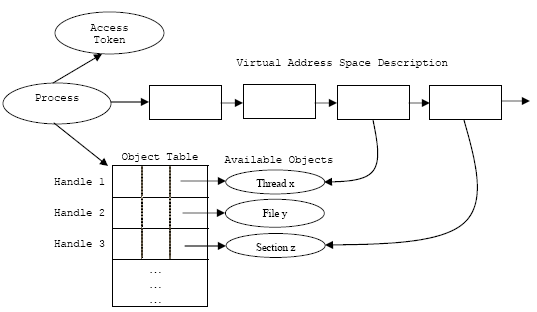 Access
Token
Virtual Address Space Description
Process
Object Table
Available Objects
Handle 1
Thread x
Handle 2
File y
Handle 3
Section z
...
...
...